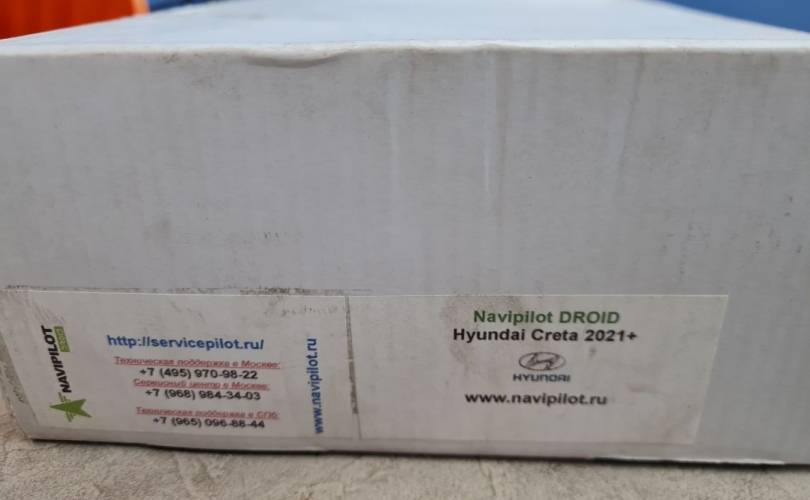 NAVIPILOT
http://servicepilot.ru/
Техническая поддержка в Москве:
+7 (495) 970-98-22
Сервисный центр в Москве:
+7 (968) 984-34-03
Техническая поддержка в СПб:
+7 (965) 096-88-44
www.navipilot.ru
Navipilot DROID
Hyundai Creta 2021+
HYUNDAI
www.navipilot.ru